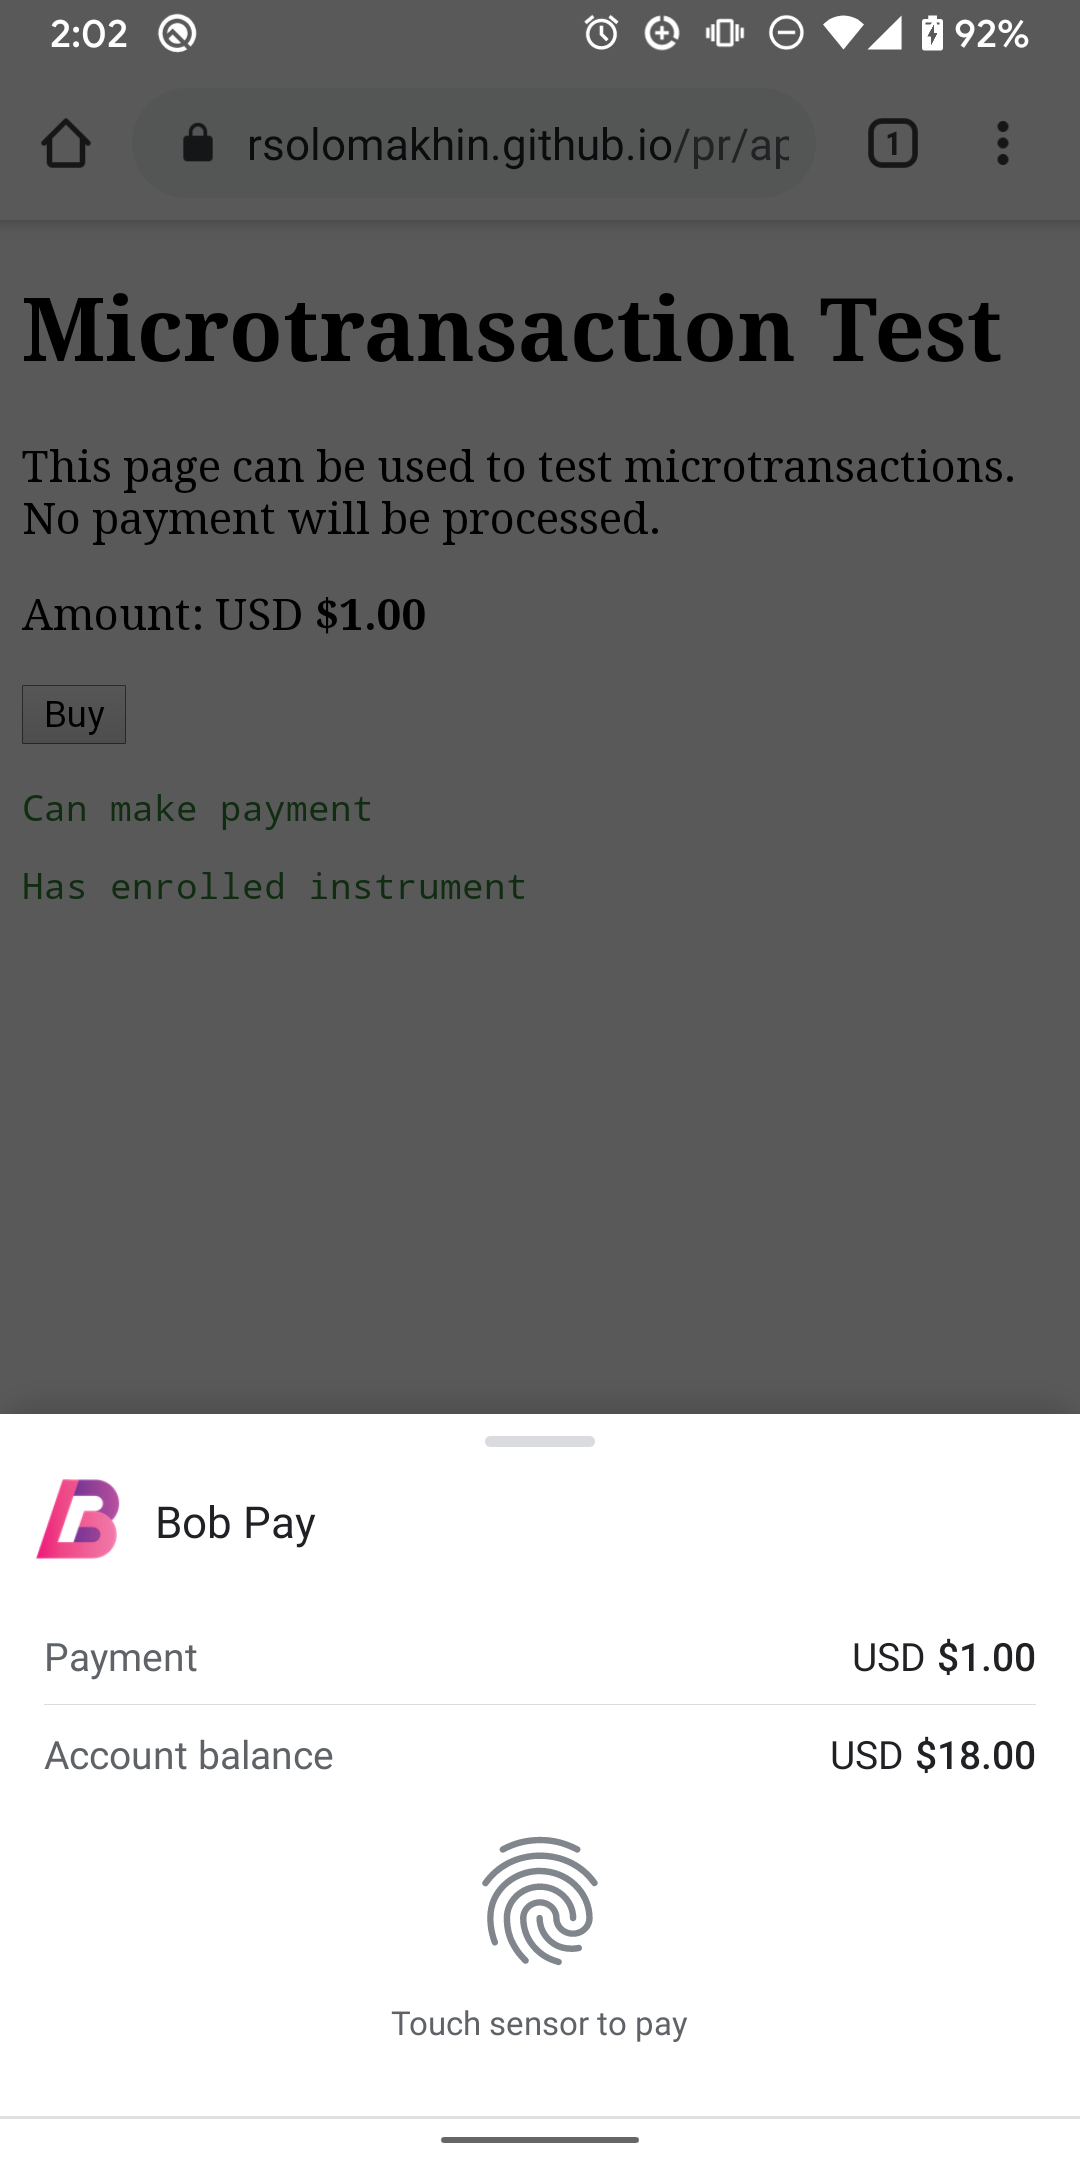 2:02 92%
rsolomakhin.github.io/pr/ap
1
Microtransaction Test
This page can be used to test microtransactions.
No payment will be processed.
Amount: USD $1.00
Buy
Can make payment
Has enrolled instrument
Bob Pay
Payment USD $1.00
Account balance USD $18.00
Touch sensor to pay